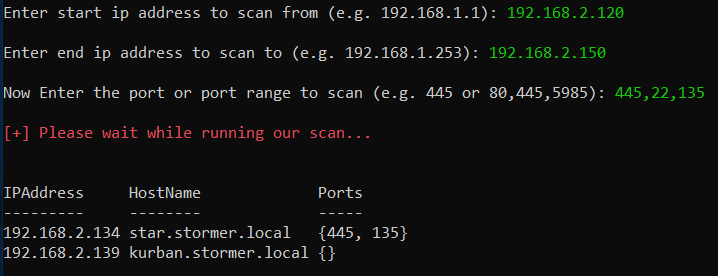 Enter start ip address to scan from (e.g. 192.168.1.1): 192.168.2.120
Enter end ip address to scan to (e.g. 192.168.1.253): 192.168.2.150
Now Enter the port or port range to scan (e.g. 445 or 80,445,5985): 445,22,135
[+] Please wait while running our scan...
IPAddress     HostName             Ports
---------     --------             -----
192.168.2.134 star.stormer.local   {445, 135}
192.168.2.139 kurban.stormer.local {}